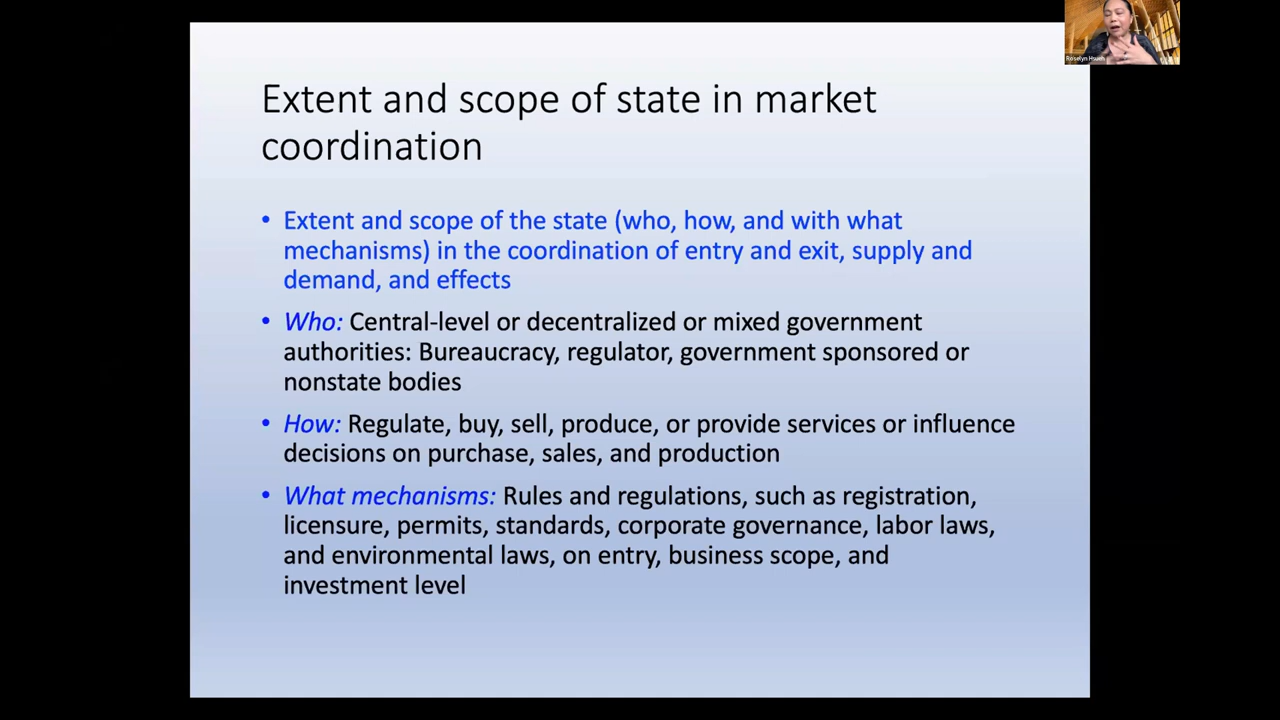 Roselyn Hsueh
Extent and scope of state in market
coordination
• Extent and scope of the state (who, how, and with what
mechanisms) in the coordination of entry and exit, supply and
demand, and effects
• Who: Central-level or decentralized or mixed government
authorities: Bureaucracy, regulator, government sponsored or
nonstate bodies
• How: Regulate, buy, sell, produce, or provide services or influence
decisions on purchase, sales, and production
• What mechanisms: Rules and regulations, such as registration,
licensure, permits, standards, corporate governance, labor laws,
and environmental laws, on entry, business scope, and
investment level